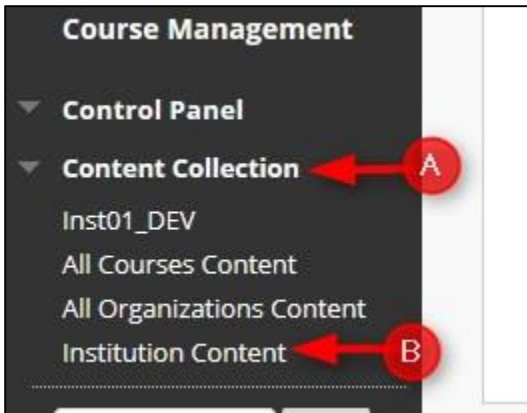 Course Management
Control Panel
Content Collection A
Inst01_DEV
All Courses Content
All Organizations Content
Institution Content B